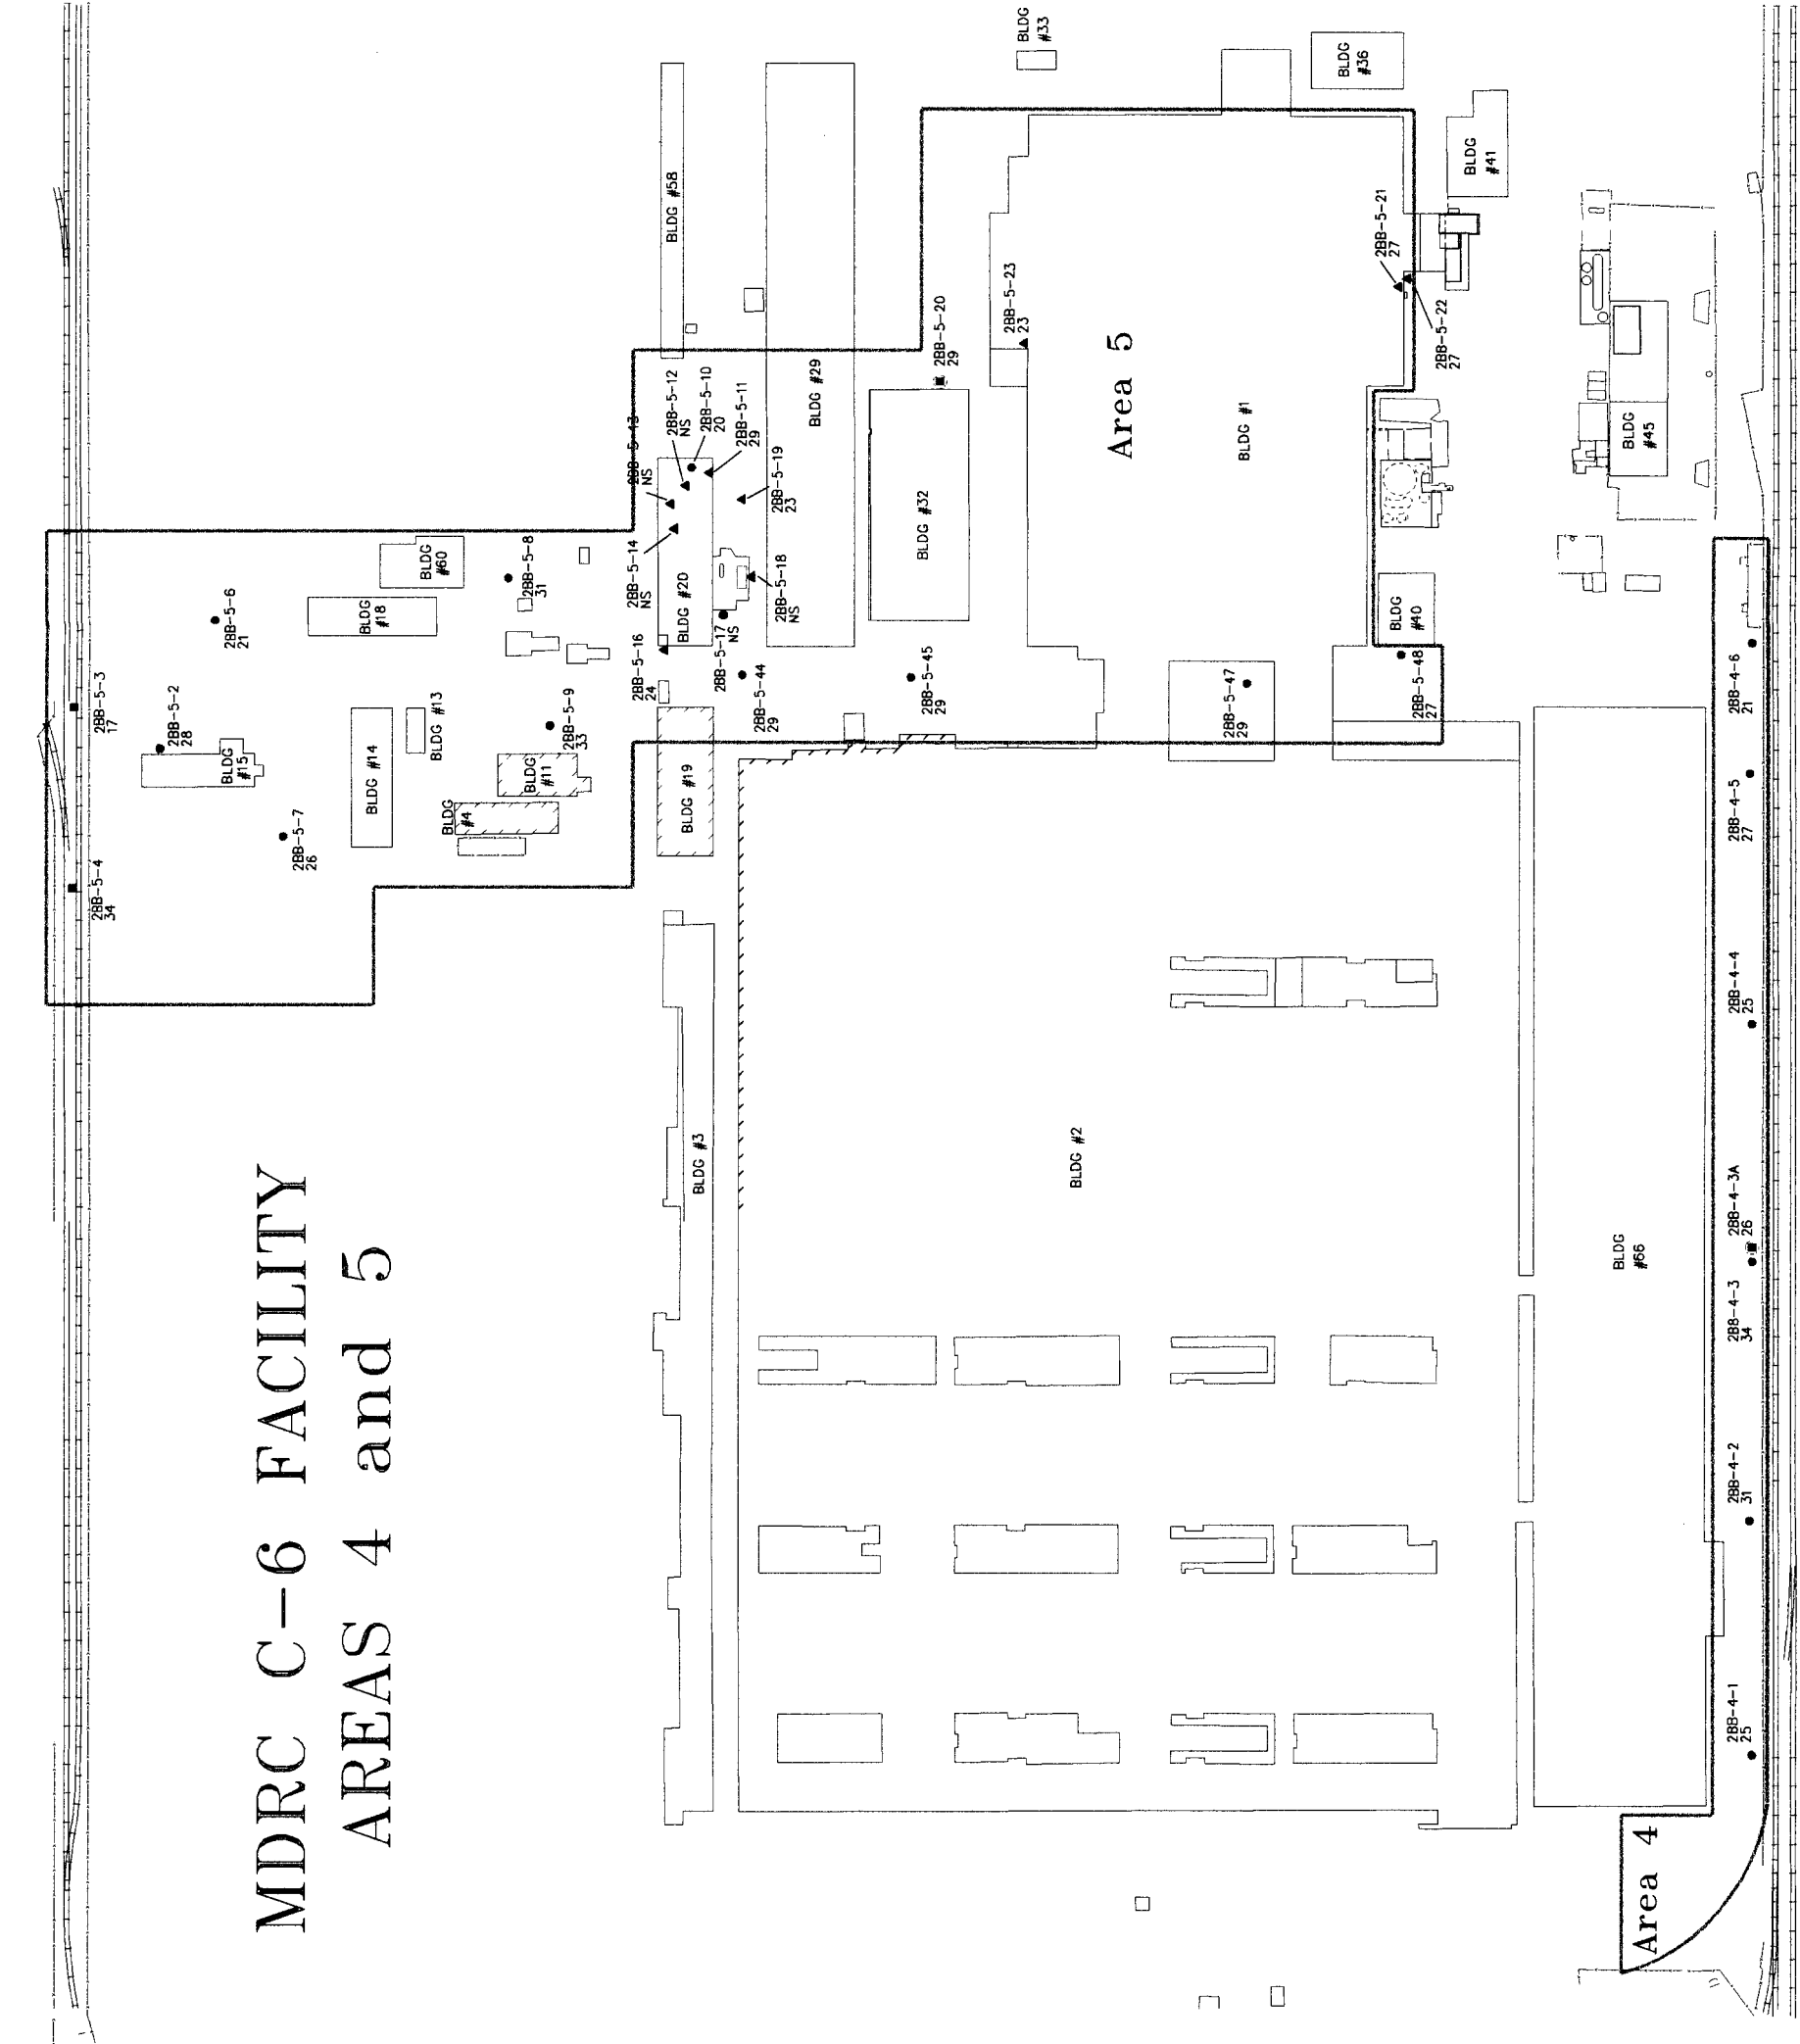 MDRC C-6 FACILITY
AREAS 4 and 5
2BB-5-4
34
2BB-5-3
17
2BB-5-2
28
BLDG
#15
2BB-5-6
21
2BB-5-7
26
BLDG #14
BLDG
#18
BLDG #13
BLDG
#60
BLDG
#4
BLDG
#11
2BB-5-8
31
2BB-5-9
33
BLDG #3
BLDG #19
2BB-5-16
24
BLDG #20
2BB-5-14
NS
2BB-5-13
NS
2BB-5-12
NS
2BB-5-10
20
2BB-5-11
29
BLDG #58
2BB-5-17
NS
2BB-5-44
29
2BB-5-18
NS
2BB-5-19
23
BLDG #29
2BB-5-45
29
BLDG #32
2BB-5-20
29
2BB-5-23
23
BLDG
#33
Area 5
BLDG #2
BLDG #1
2BB-5-47
29
BLDG
#36
2BB-5-21
27
2BB-5-48
27
BLDG
#40
2BB-5-22
27
BLDG
#41
BLDG
#66
BLDG
#45
Area 4
2BB-4-1
25
2BB-4-2
31
2BB-4-3
34
2BB-4-3A
26
2BB-4-4
25
2BB-4-5
27
2BB-4-6
21